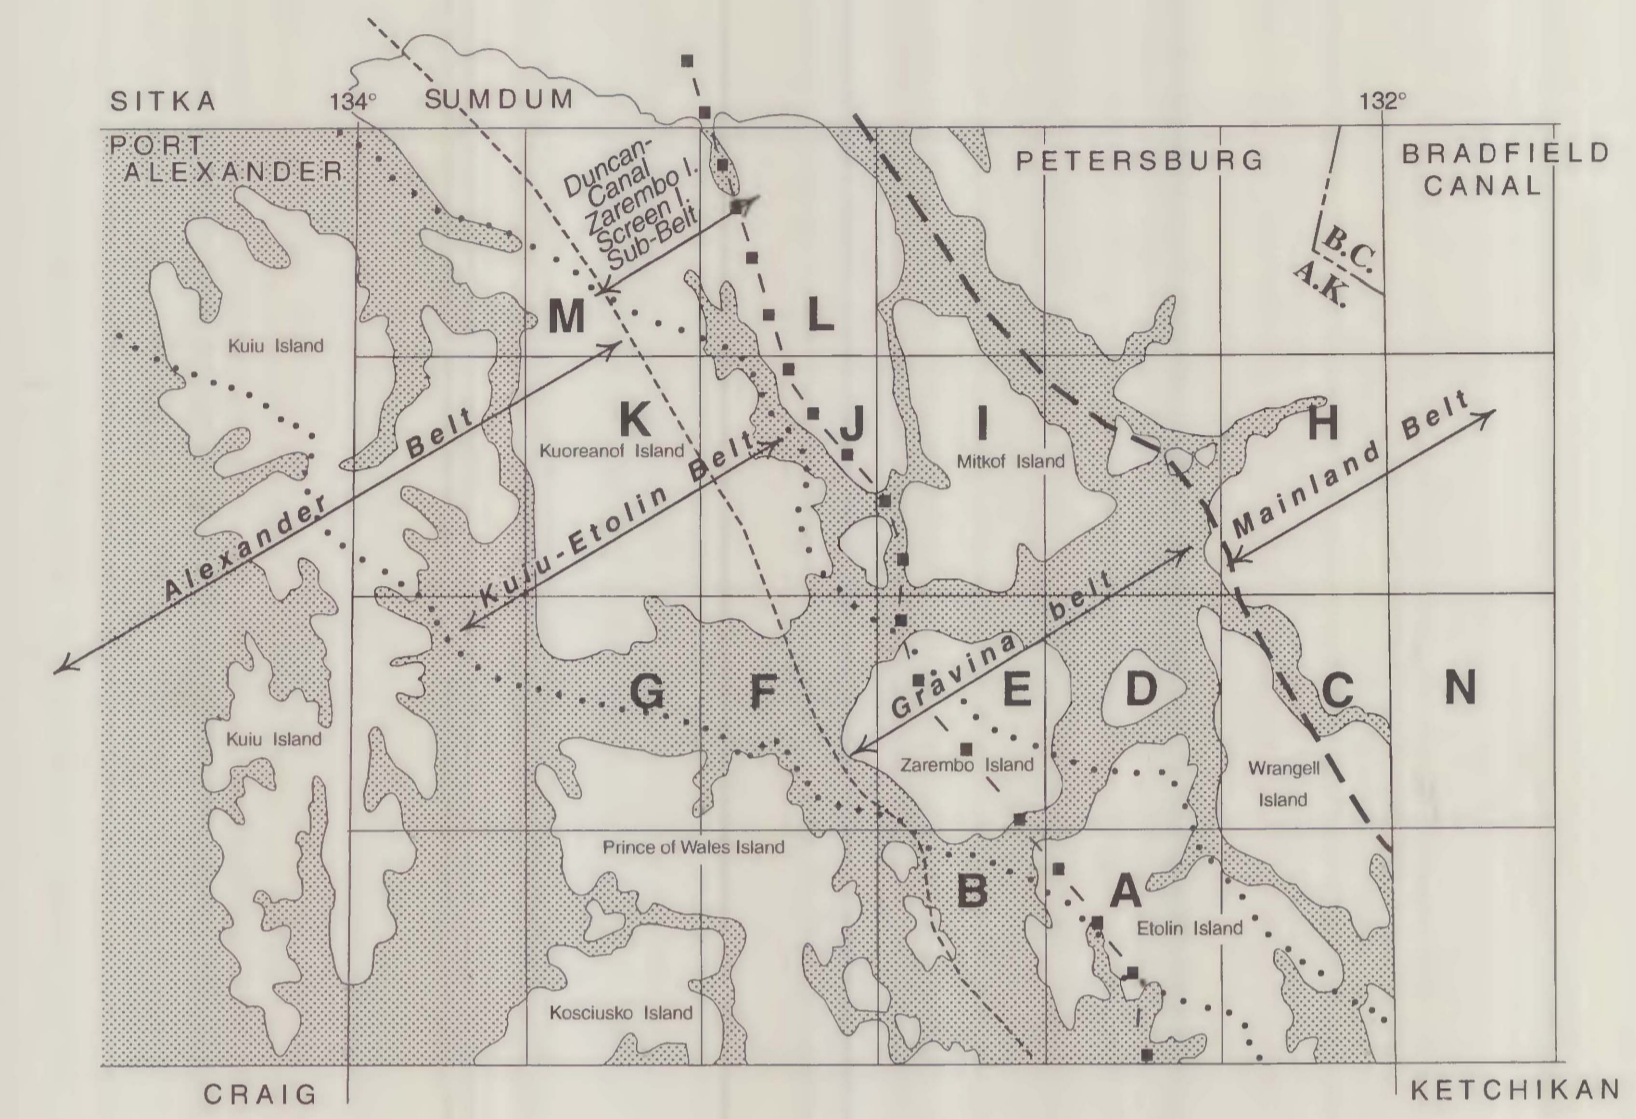 SITKA
134°
SUMDUM
132°
PORT
ALEXANDER
PETERSBURG
BRADFIELD
CANAL
Duncan-
Canal
Zarembo I.
Screen I.
Sub-Belt
B.C.
A.K.
M
L
Kuiu Island
K
J
I
H
Kuoreanof Island
Mitkof Island
Alexander Belt
Kuiu-Etolin Belt
Mainland Belt
Gravina belt
G
F
E
D
C
N
Kuiu Island
Zarembo Island
Wrangell
Island
Prince of Wales Island
B
A
Etolin Island
Kosciusko Island
CRAIG
KETCHIKAN